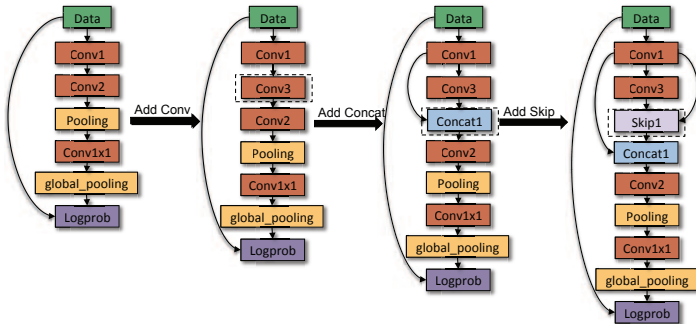 Data
Conv1
Conv2
Pooling
Conv1x1
global_pooling
Logprob
Add Conv
Data
Conv1
Conv3
Conv2
Pooling
Conv1x1
global_pooling
Logprob
Add Concat
Data
Conv1
Conv3
Concat1
Conv2
Pooling
Conv1x1
global_pooling
Logprob
Add Skip
Data
Conv1
Conv3
Skip1
Concat1
Conv2
Pooling
Conv1x1
global_pooling
Logprob